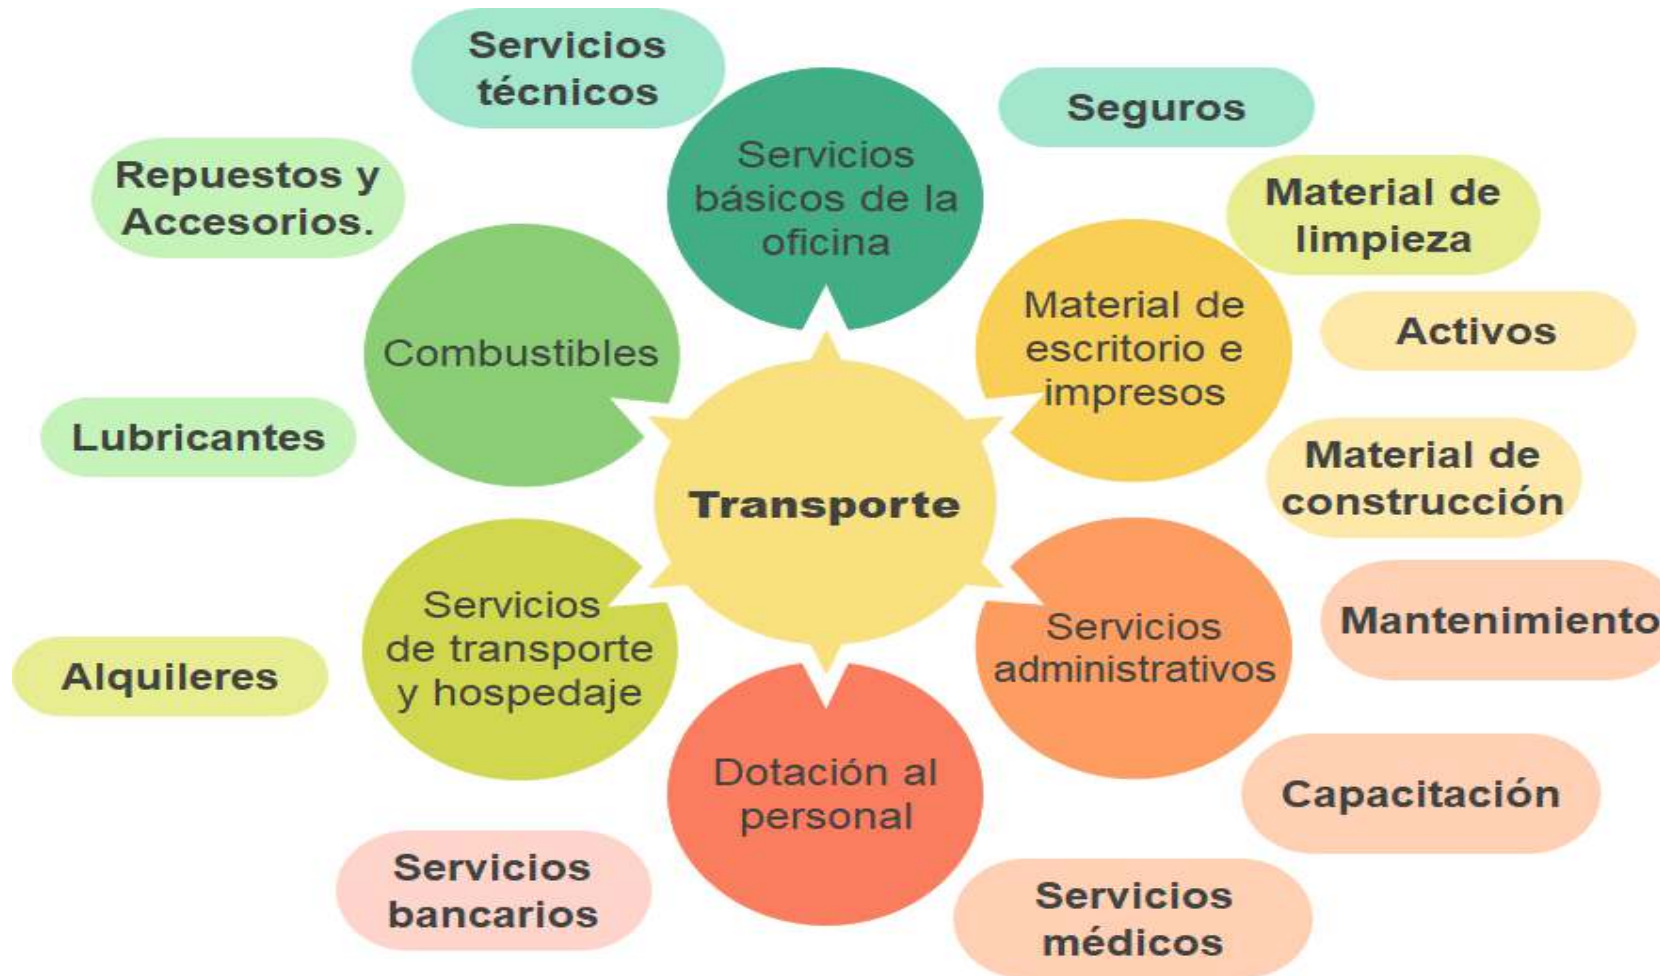 Servicios
técnicos
Seguros
Servicios
básicos de la
oficina
Repuestos y
Accesorios.
Material de
limpieza
Combustibles
Material de
escritorio e
impresos
Activos
Lubricantes
Material de
construcción
Transporte
Servicios
de transporte
y hospedaje
Servicios
administrativos
Mantenimiento
Alquileres
Dotación al
personal
Capacitación
Servicios
bancarios
Servicios
médicos